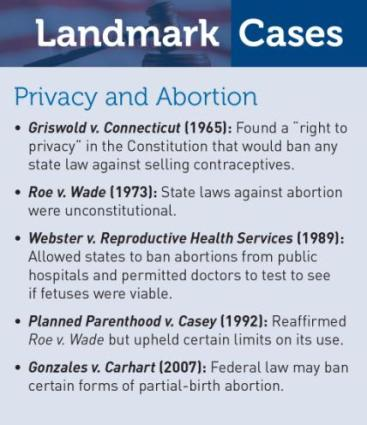 Landmark Cases
Privacy and Abortion
• Griswold v. Connecticut (1965): Found a "right to
privacy" in the Constitution that would ban any
state law against selling contraceptives.
• Roe v. Wade (1973): State laws against abortion
were unconstitutional.
• Webster v. Reproductive Health Services (1989):
Allowed states to ban abortions from public
hospitals and permitted doctors to test to see
if fetuses were viable.
• Planned Parenthood v. Casey (1992): Reaffirmed
Roe v. Wade but upheld certain limits on its use.
• Gonzales v. Carhart (2007): Federal law may ban
certain forms of partial-birth abortion.